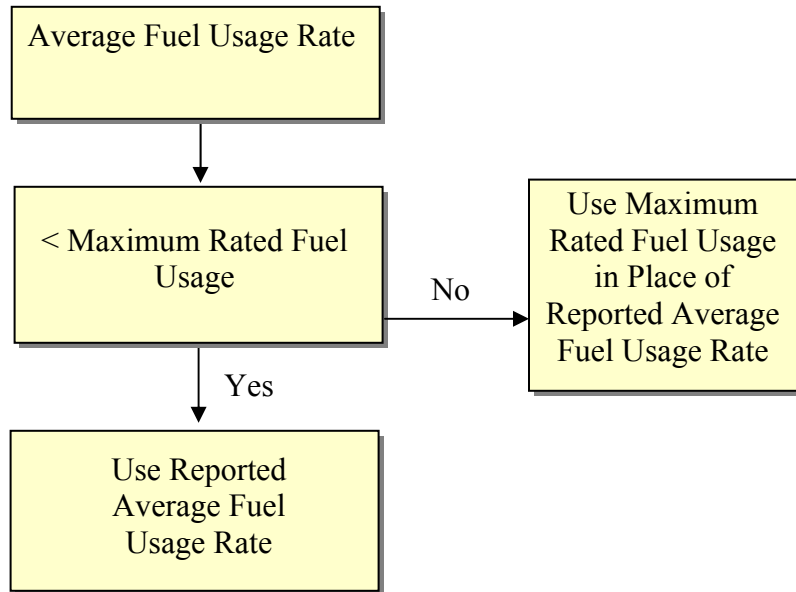 Average Fuel Usage Rate
< Maximum Rated Fuel
Usage
No
Use Maximum
Rated Fuel Usage
in Place of
Reported Average
Fuel Usage Rate
Yes
Use Reported
Average Fuel
Usage Rate